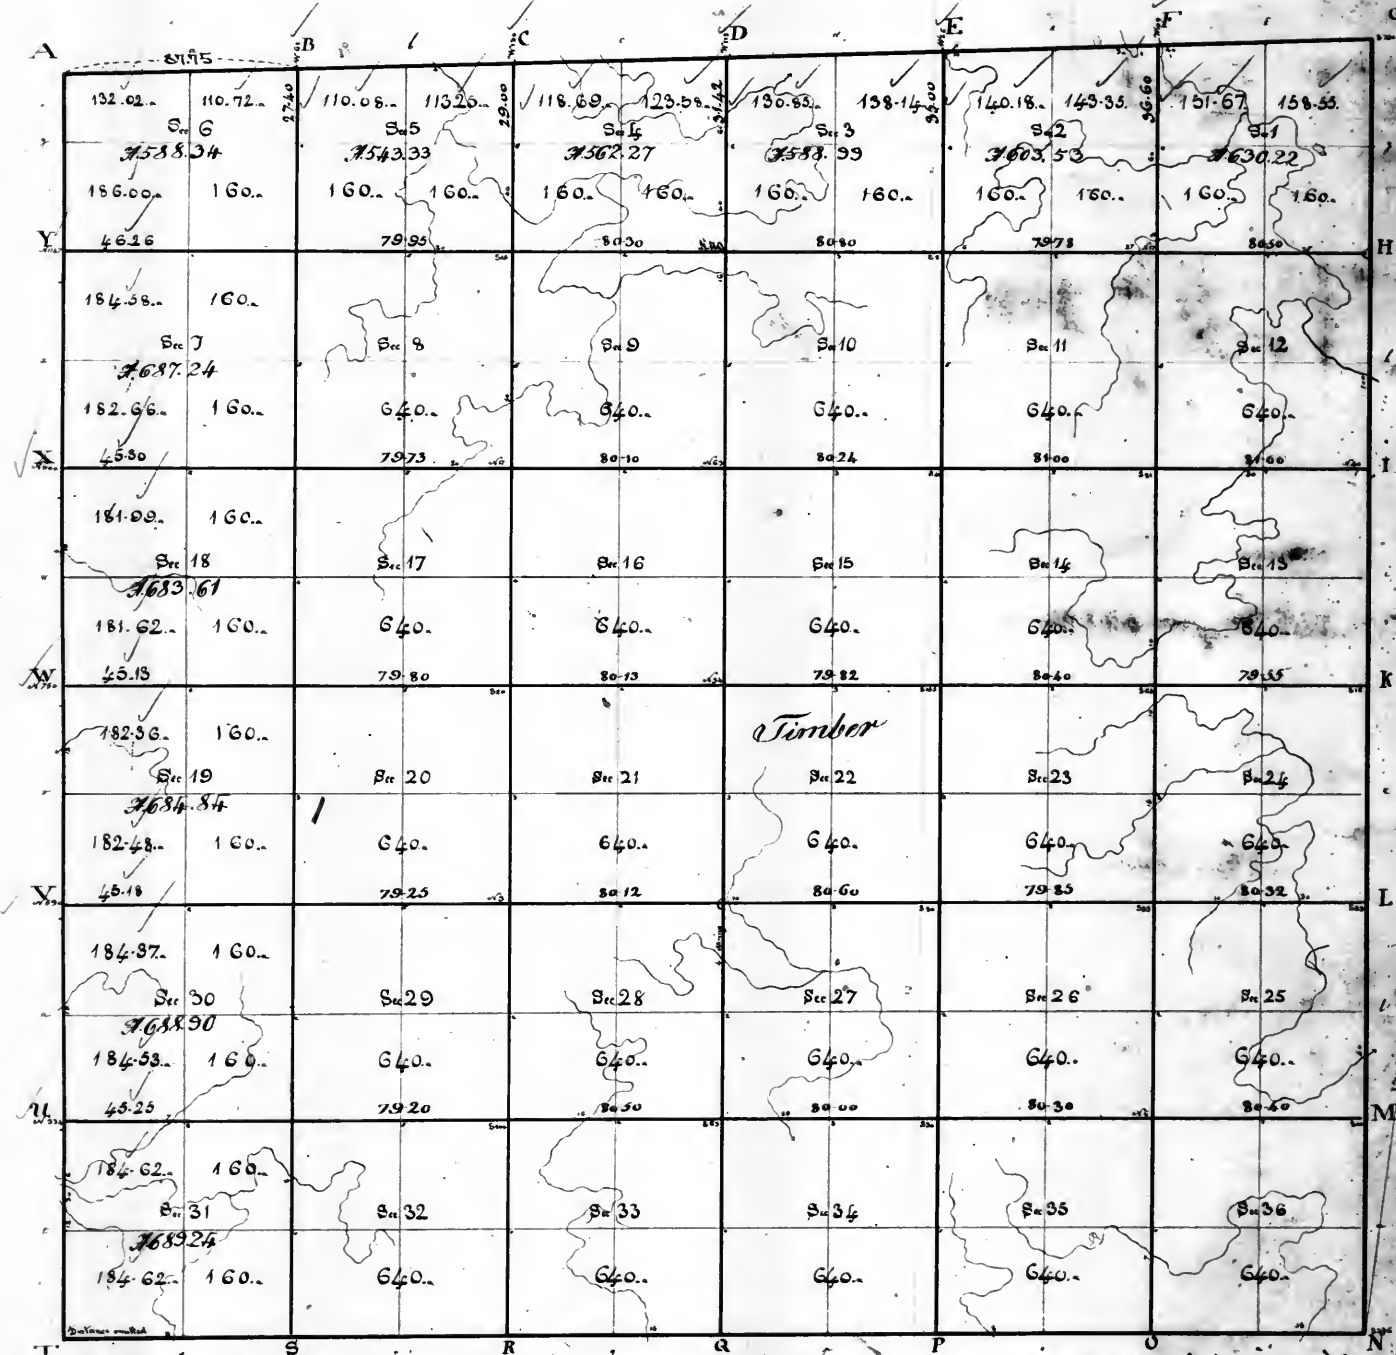 A B C D E F
87.75
27.40 29.00 31.42 32.00 36.60
132.02.. 110.72.. 110.08.. 113.25.. 118.69.. 123.58.. 130.85.. 138.14.. 140.18.. 143.35. 151.67. 158.55.
Sec 6 Sec 5 Sec 4 Sec 3 Sec 2 Sec 1
A.588.34 A.543.33 A.562.27 A.588.99 A.603.53 A.630.22
186.00.. 160.. 160.. 160.. 160.. 160.. 160.. 160.. 160.. 160.. 160.. 160..
Y 46.26 79.95 80.30 80.80 79.78 80.50 H
184.58.. 160..
Sec 7 Sec 8 Sec 9 Sec 10 Sec 11 Sec 12
A.687.24
182.66.. 160.. 640.. 640.. 640.. 640.. 640..
X 45.30 79.73 80.10 80.24 81.00 81.00 I
181.99.. 160..
Sec 18 Sec 17 Sec 16 Sec 15 Sec 14 Sec 13
A.683.61
181.62.. 160.. 640.. 640.. 640.. 640.. 640..
W 45.13 79.80 80.13 79.82 80.40 79.55 K
182.36.. 160.. Timber
Sec 19 Sec 20 Sec 21 Sec 22 Sec 23 Sec 24
A.684.84
182.48.. 160.. 640.. 640.. 640.. 640.. 640..
X 45.18 79.25 80.12 80.60 79.85 80.32 L
184.37.. 160..
Sec 30 Sec 29 Sec 28 Sec 27 Sec 26 Sec 25
A.688.90
184.53.. 160.. 640.. 640.. 640.. 640.. 640..
U 45.25 79.20 80.50 80.00 80.30 80.40 M
184.62.. 160..
Sec 31 Sec 32 Sec 33 Sec 34 Sec 35 Sec 36
A.689.24
184.62.. 160.. 640.. 640.. 640.. 640.. 640..
Distances omitted
T S R Q P O N